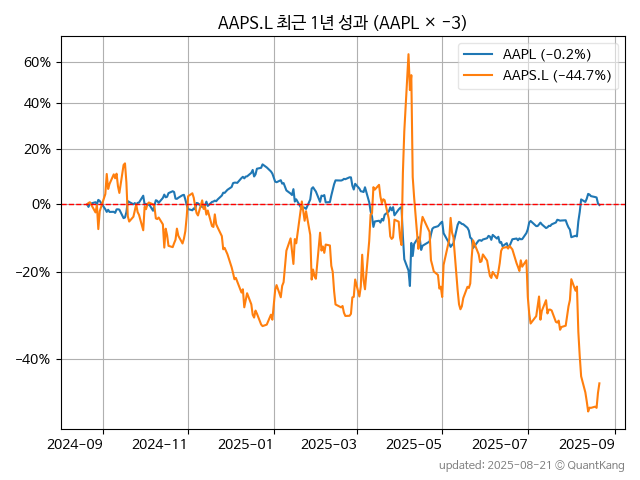 AAPS.L 최근 1년 성과 (AAPL × −3)
AAPL (−0.2%)
AAPS.L (−44.7%)
60%
40%
20%
0%
−20%
−40%
2024−09 2024−11 2025−01 2025−03 2025−05 2025−07 2025−09
updated: 2025-08-21 ⓒ QuantKang